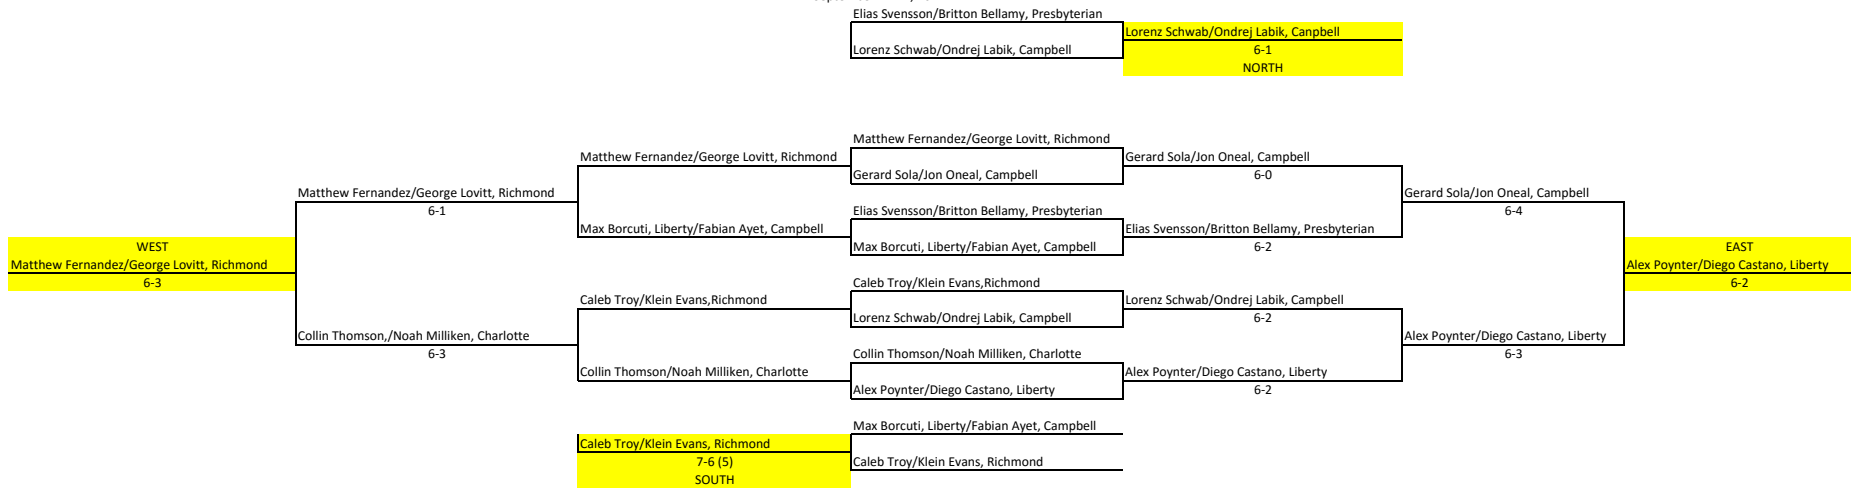 Elias Svensson/Britton Bellamy, Presbyterian
Lorenz Schwab/Ondrej Labik, Canpbell
Lorenz Schwab/Ondrej Labik, Campbell
6-1
NORTH
Matthew Fernandez/George Lovitt, Richmond
Matthew Fernandez/George Lovitt, Richmond
Gerard Sola/Jon Oneal, Campbell
Gerard Sola/Jon Oneal, Campbell
6-0
Matthew Fernandez/George Lovitt, Richmond
Gerard Sola/Jon Oneal, Campbell
6-1
6-4
Elias Svensson/Britton Bellamy, Presbyterian
Max Borcuti, Liberty/Fabian Ayet, Campbell
Elias Svensson/Britton Bellamy, Presbyterian
Max Borcuti, Liberty/Fabian Ayet, Campbell
6-2
WEST
EAST
Matthew Fernandez/George Lovitt, Richmond
Alex Poynter/Diego Castano, Liberty
6-3
6-2
Caleb Troy/Klein Evans,Richmond
Caleb Troy/Klein Evans,Richmond
Lorenz Schwab/Ondrej Labik, Campbell
Lorenz Schwab/Ondrej Labik, Campbell
6-2
Collin Thomson,/Noah Milliken, Charlotte
Alex Poynter/Diego Castano, Liberty
6-3
6-3
Collin Thomson/Noah Milliken, Charlotte
Collin Thomson/Noah Milliken, Charlotte
Alex Poynter/Diego Castano, Liberty
Alex Poynter/Diego Castano, Liberty
6-2
Max Borcuti, Liberty/Fabian Ayet, Campbell
Caleb Troy/Klein Evans, Richmond
Caleb Troy/Klein Evans, Richmond
7-6 (5)
SOUTH